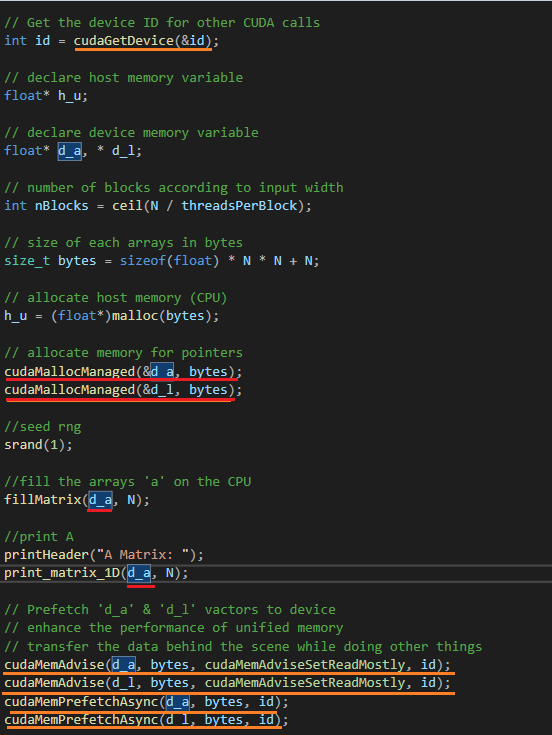 // Get the device ID for other CUDA calls
int id = cudaGetDevice(&id);
// declare host memory variable
float* h_u;
// declare device memory variable
float* d_a, * d_l;
// number of blocks according to input width
int nBlocks = ceil(N / threadsPerBlock);
// size of each arrays in bytes
size_t bytes = sizeof(float) * N * N + N;
// allocate host memory (CPU)
h_u = (float*)malloc(bytes);
// allocate memory for pointers
cudaMallocManaged(&d_a, bytes);
cudaMallocManaged(&d_l, bytes);
//seed rng
srand(1);
//fill the arrays 'a' on the CPU
fillMatrix(d_a, N);
//print A
printHeader("A Matrix: ");
print_matrix_1D(d_a, N);
// Prefetch 'd_a' & 'd_l' vactors to device
// enhance the performance of unified memory
// transfer the data behind the scene while doing other things
cudaMemAdvise(d_a, bytes, cudaMemAdviseSetReadMostly, id);
cudaMemAdvise(d_l, bytes, cudaMemAdviseSetReadMostly, id);
cudaMemPrefetchAsync(d_a, bytes, id);
cudaMemPrefetchAsync(d_l, bytes, id);